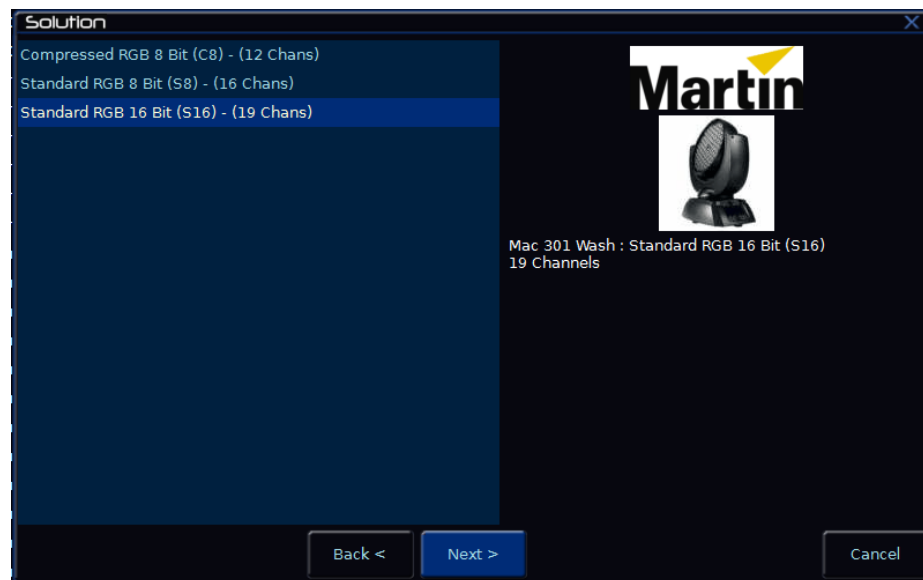 Solution
X
Compressed RGB 8 Bit (C8) - (12 Chans)
Standard RGB 8 Bit (S8) - (16 Chans)
Standard RGB 16 Bit (S16) - (19 Chans)
Martin
Mac 301 Wash : Standard RGB 16 Bit (S16)
19 Channels
Back <
Next >
Cancel